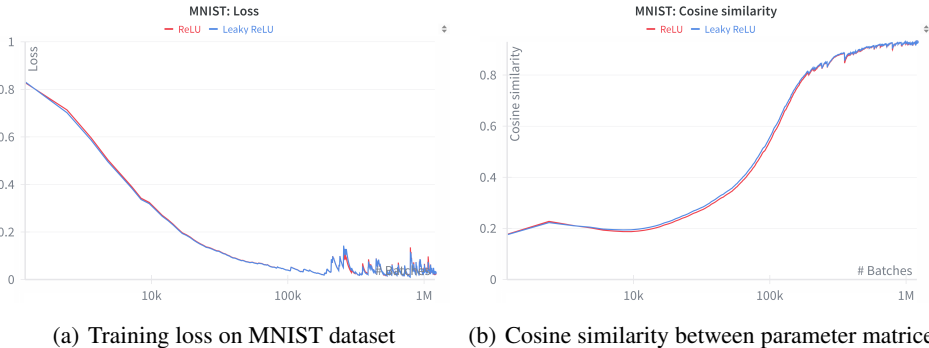 MNIST: Loss
ReLU Leaky ReLU
Loss
1
0.8
0.6
0.4
0.2
0
10k 100k 1M
# Batches
(a) Training loss on MNIST dataset
MNIST: Cosine similarity
ReLU Leaky ReLU
Cosine similarity
0.8
0.6
0.4
0.2
0
10k 100k 1M
# Batches
(b) Cosine similarity between parameter matrice